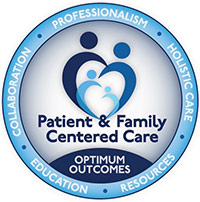 COLLABORATION • PROFESSIONALISM • HOLISTIC CARE • RESOURCES • EDUCATION •
Patient & Family
Centered Care
OPTIMUM
OUTCOMES